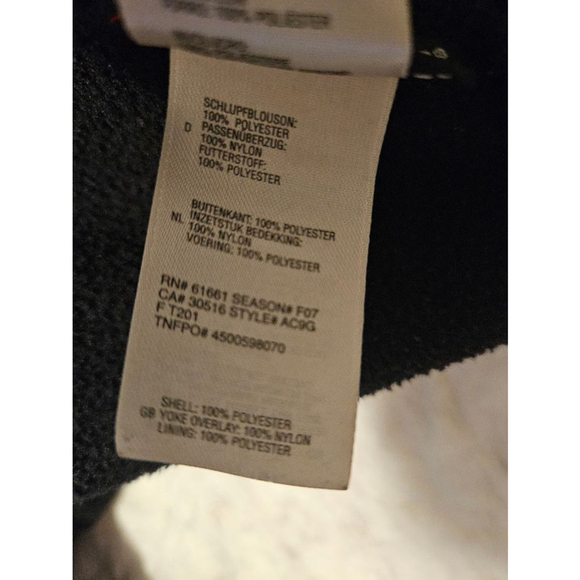 100% POLYESTER
SCHLUPFBLOUSON:
100% POLYESTER
D PASSENÜBERZUG:
100% NYLON
FUTTERSTOFF:
100% POLYESTER
BUITENKANT: 100% POLYESTER
NL INZETSTUK BEDEKKING:
100% NYLON
VOERING: 100% POLYESTER
RN# 61661 SEASON# F07
CA# 30516 STYLE# AC9G
F T201
TNFPO# 4500598070
SHELL: 100% POLYESTER
GB YOKE OVERLAY: 100% NYLON
LINING: 100% POLYESTER